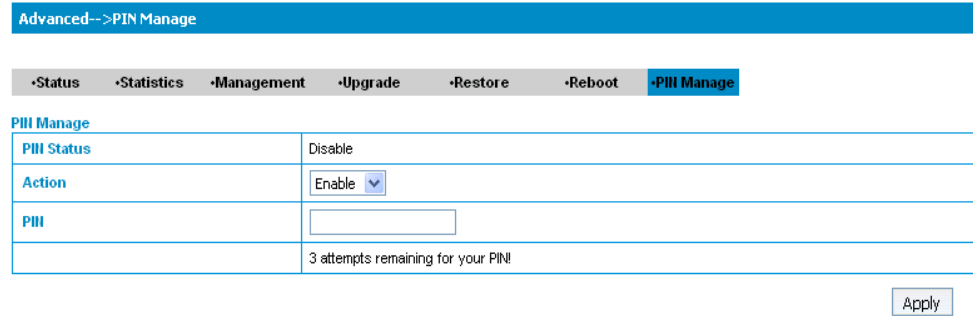 Advanced-->PIN Manage
•Status •Statistics •Management •Upgrade •Restore •Reboot •PIN Manage
PIN Manage
PIN Status Disable
Action Enable
PIN
3 attempts remaining for your PIN!
Apply